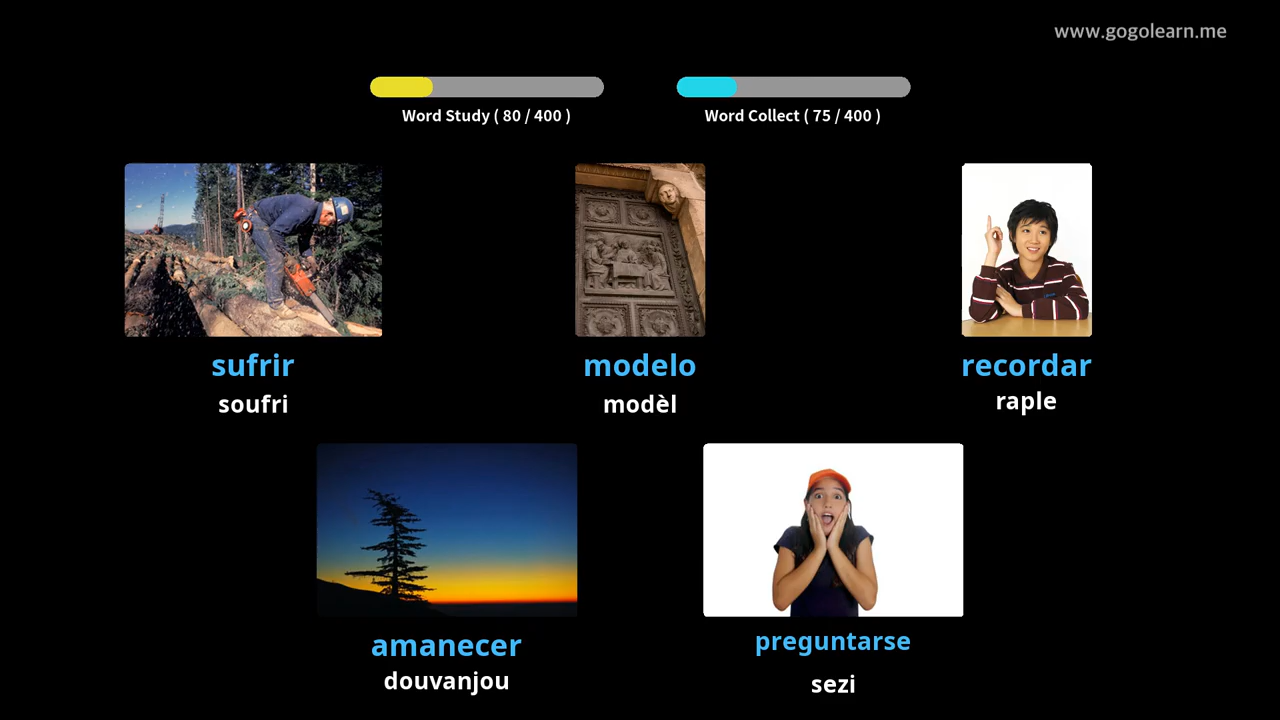 www.gogolearn.me
Word Study ( 80 / 400 )
Word Collect ( 75 / 400 )
sufrir
soufri
modelo
modèl
recordar
raple
amanecer
douvanjou
preguntarse
sezi